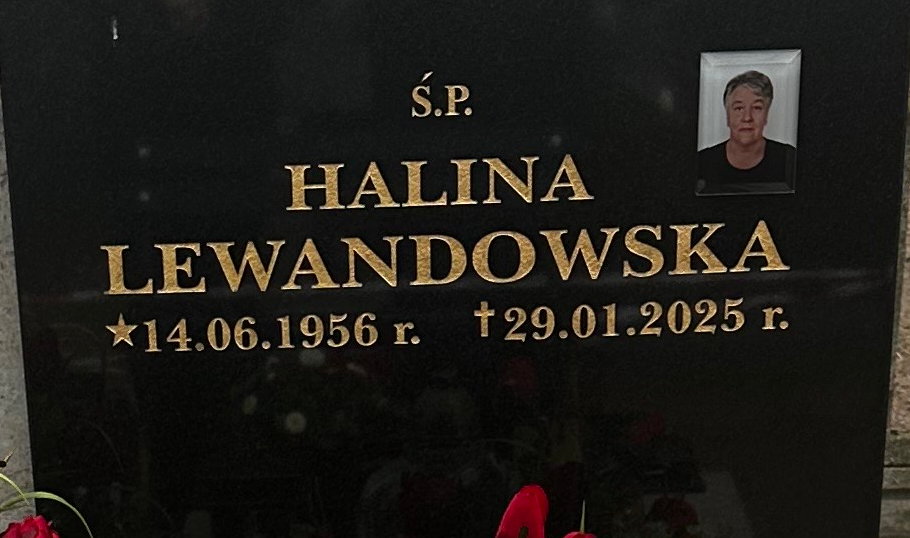 Ś.P.
HALINA
LEWANDOWSKA
★14.06.1956 r. ✝29.01.2025 r.